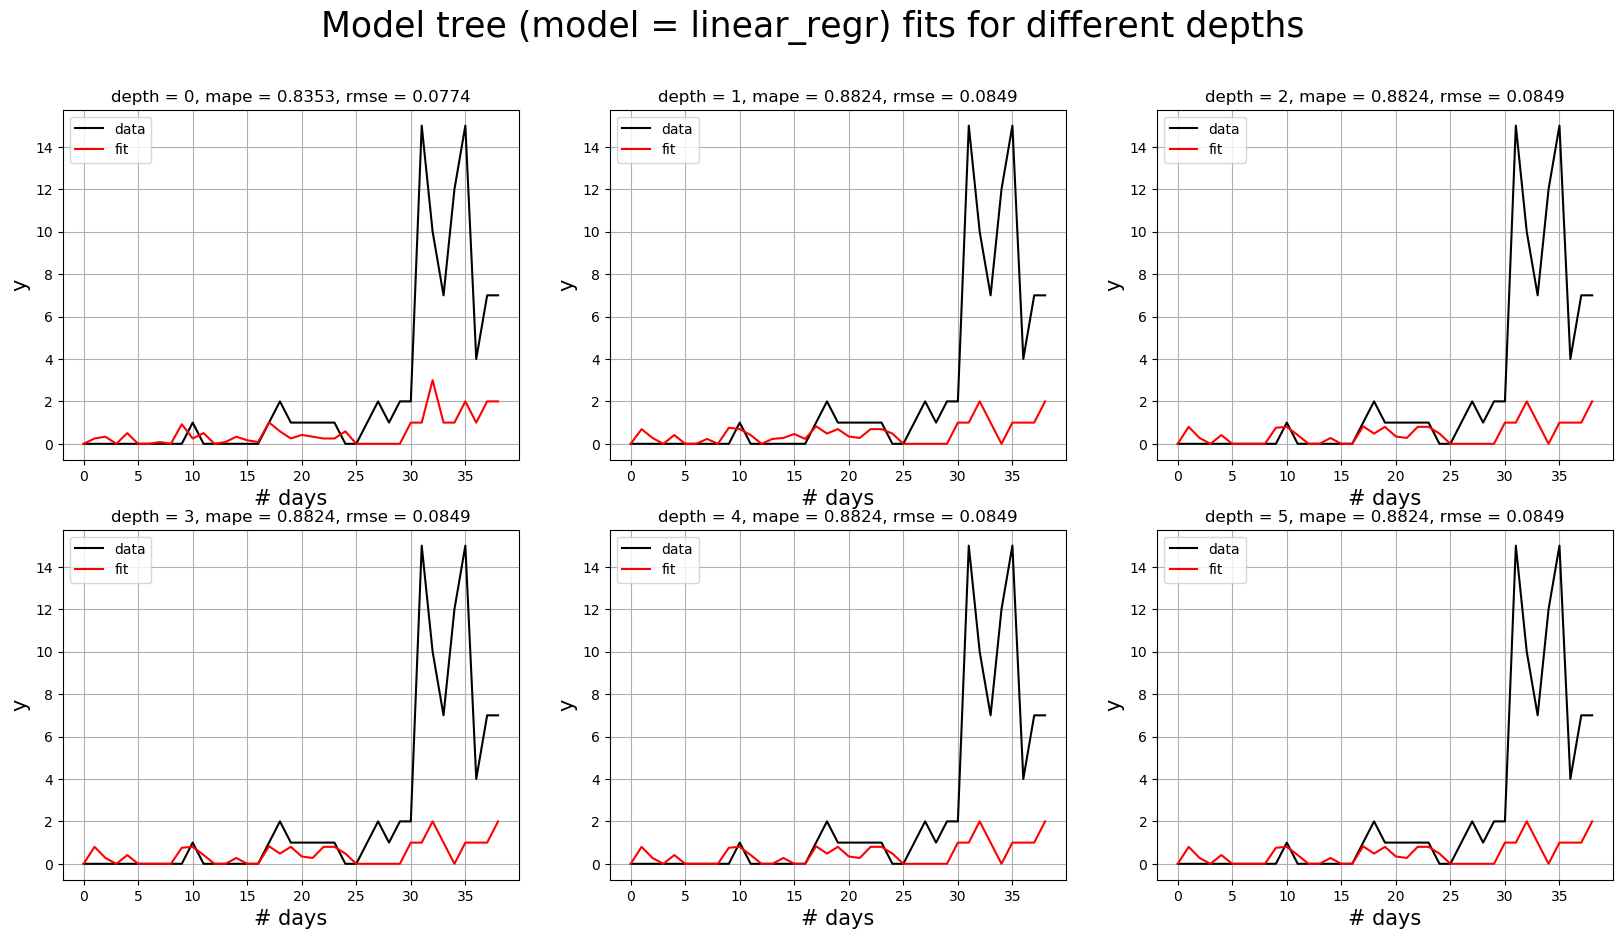 Model tree (model = linear_regr) fits for different depths
depth = 0, mape = 0.8353, rmse = 0.0774
data
fit
14
12
10
8
6
4
2
0
y
0 5 10 15 20 25 30 35
# days
depth = 1, mape = 0.8824, rmse = 0.0849
data
fit
14
12
10
8
6
4
2
0
y
0 5 10 15 20 25 30 35
# days
depth = 2, mape = 0.8824, rmse = 0.0849
data
fit
14
12
10
8
6
4
2
0
y
0 5 10 15 20 25 30 35
# days
depth = 3, mape = 0.8824, rmse = 0.0849
data
fit
14
12
10
8
6
4
2
0
y
0 5 10 15 20 25 30 35
# days
depth = 4, mape = 0.8824, rmse = 0.0849
data
fit
14
12
10
8
6
4
2
0
y
0 5 10 15 20 25 30 35
# days
depth = 5, mape = 0.8824, rmse = 0.0849
data
fit
14
12
10
8
6
4
2
0
y
0 5 10 15 20 25 30 35
# days